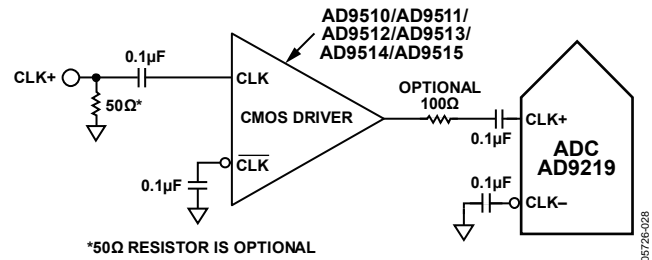 AD9510/AD9511/
AD9512/AD9513/
AD9514/AD9515
0.1µF
CLK+
CLK
OPTIONAL
100Ω
50Ω*
CMOS DRIVER
CLK+
0.1µF
ADC
AD9219
CLK
0.1µF
0.1µF
CLK–
*50Ω RESISTOR IS OPTIONAL
05726-028